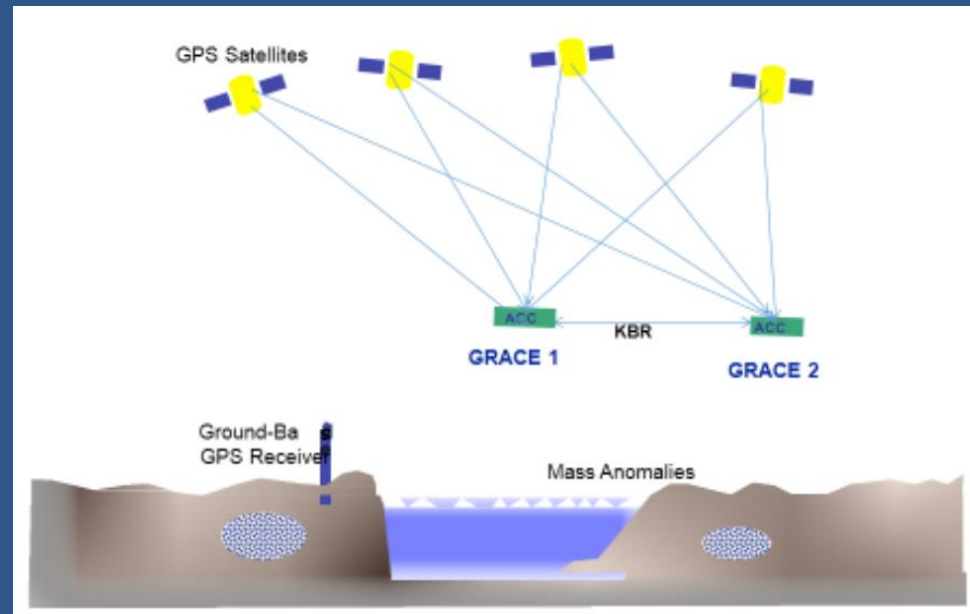 GPS Satellites
ACC
ACC
KBR
GRACE 1
GRACE 2
Ground-Ba
GPS Receiver
Mass Anomalies